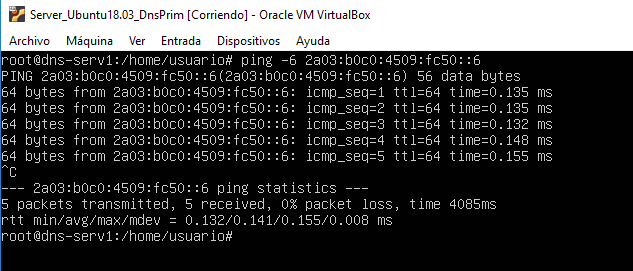 Server_Ubuntu18.03_DnsPrim [Corriendo] - Oracle VM VirtualBox
Archivo Máquina Ver Entrada Dispositivos Ayuda
root@dns-serv1:/home/usuario# ping -6 2a03:b0c0:4509:fc50::6
PING 2a03:b0c0:4509:fc50::6(2a03:b0c0:4509:fc50::6) 56 data bytes
64 bytes from 2a03:b0c0:4509:fc50::6: icmp_seq=1 ttl=64 time=0.135 ms
64 bytes from 2a03:b0c0:4509:fc50::6: icmp_seq=2 ttl=64 time=0.135 ms
64 bytes from 2a03:b0c0:4509:fc50::6: icmp_seq=3 ttl=64 time=0.132 ms
64 bytes from 2a03:b0c0:4509:fc50::6: icmp_seq=4 ttl=64 time=0.148 ms
64 bytes from 2a03:b0c0:4509:fc50::6: icmp_seq=5 ttl=64 time=0.155 ms
^C
--- 2a03:b0c0:4509:fc50::6 ping statistics ---
5 packets transmitted, 5 received, 0% packet loss, time 4085ms
rtt min/avg/max/mdev = 0.132/0.141/0.155/0.008 ms
root@dns-serv1:/home/usuario#